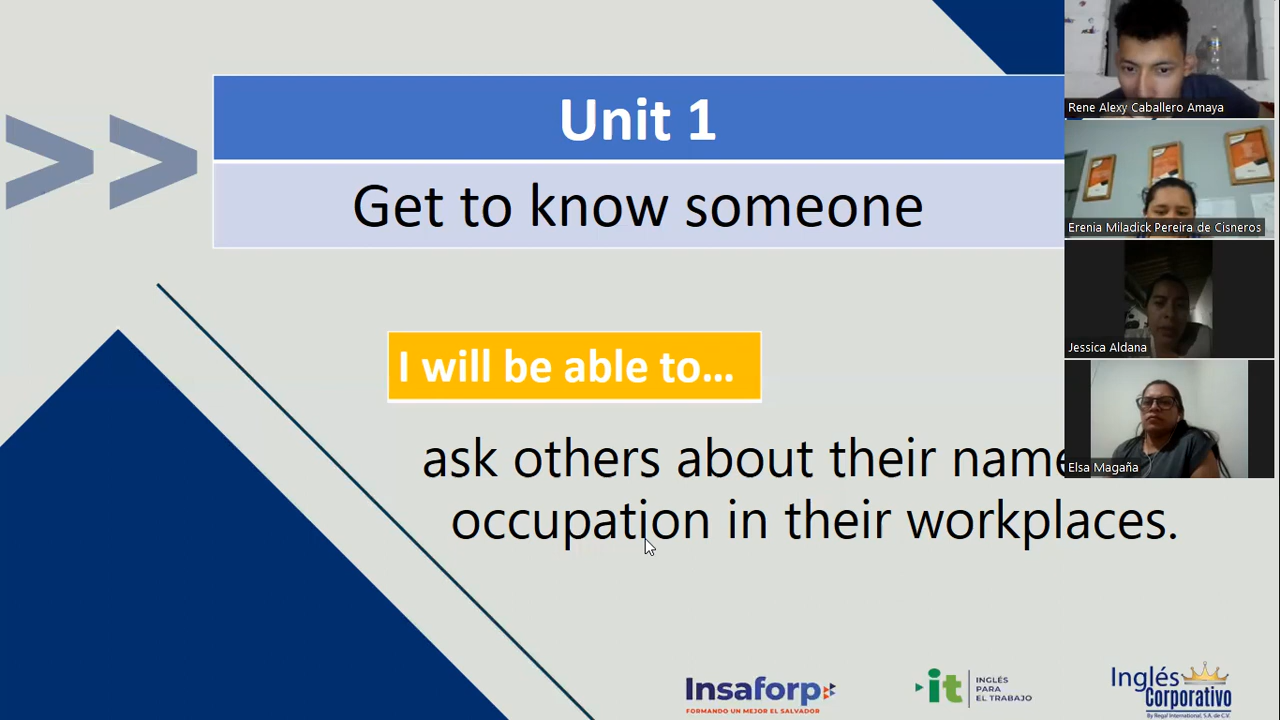 Unit 1
Get to know someone
I will be able to...
ask others about their name
occupation in their workplaces.
Rene Alexy Caballero Amaya
Erenia Miladick Pereira de Cisneros
Jessica Aldana
Elsa Magaña
Insaforp
FORMANDO UN MEJOR EL SALVADOR
it
INGLÉS
PARA
EL TRABAJO
Inglés
Corporativo
By Regal International, S.A. de C.V.